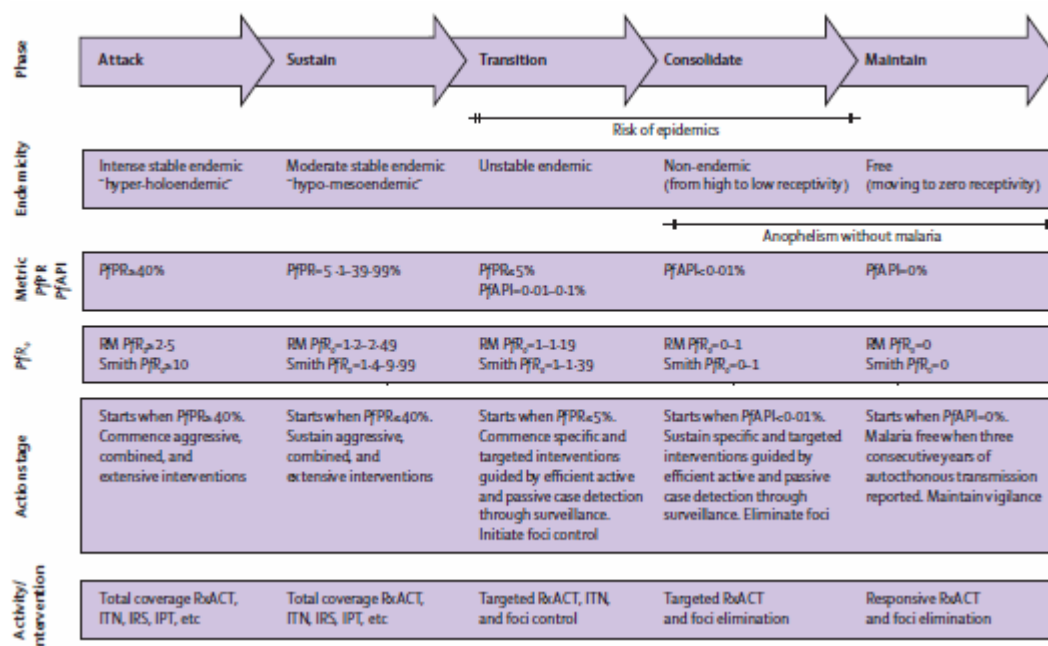 Phase
Attack
Sustain
Transition
Consolidate
Maintain
Risk of epidemics
Endemicity
Intense stable endemic
"hyper-holoendemic"
Moderate stable endemic
"hypo-mesoendemic"
Unstable endemic
Non-endemic
(from high to low receptivity)
Free
(moving to zero receptivity)
Anophelism without malaria
Metric
PfPR
PfAPI
PfPR≥40%
PfPR=5·1–39·99%
PfPR≤5%
PfAPI=0·01–0·1%
PfAPI<0·01%
PfAPI=0%
PfR₀
RM PfR₀≥2·5
Smith PfR₀≥10
RM PfR₀=1·2–2·49
Smith PfR₀=1·4–9·99
RM PfR₀=1–1·19
Smith PfR₀=1–1·39
RM PfR₀=0–1
Smith PfR₀=0–1
RM PfR₀=0
Smith PfR₀=0
Action stage
Starts when PfPR≥40%.
Commence aggressive,
combined, and
extensive interventions
Starts when PfPR≤40%.
Sustain aggressive,
combined, and
extensive interventions
Starts when PfPR≤5%.
Commence specific and
targeted interventions
guided by efficient active
and passive case detection
through surveillance.
Initiate foci control
Starts when PfAPI<0·01%.
Sustain specific and targeted
interventions guided by
efficient active and passive
case detection through
surveillance. Eliminate foci
Starts when PfAPI=0%.
Malaria free when three
consecutive years of
autocthonous transmission
reported. Maintain vigilance
Activity/
intervention
Total coverage RxACT,
ITN, IRS, IPT, etc
Total coverage RxACT,
ITN, IRS, IPT, etc
Targeted RxACT, ITN,
and foci control
Targeted RxACT
and foci elimination
Responsive RxACT
and foci elimination